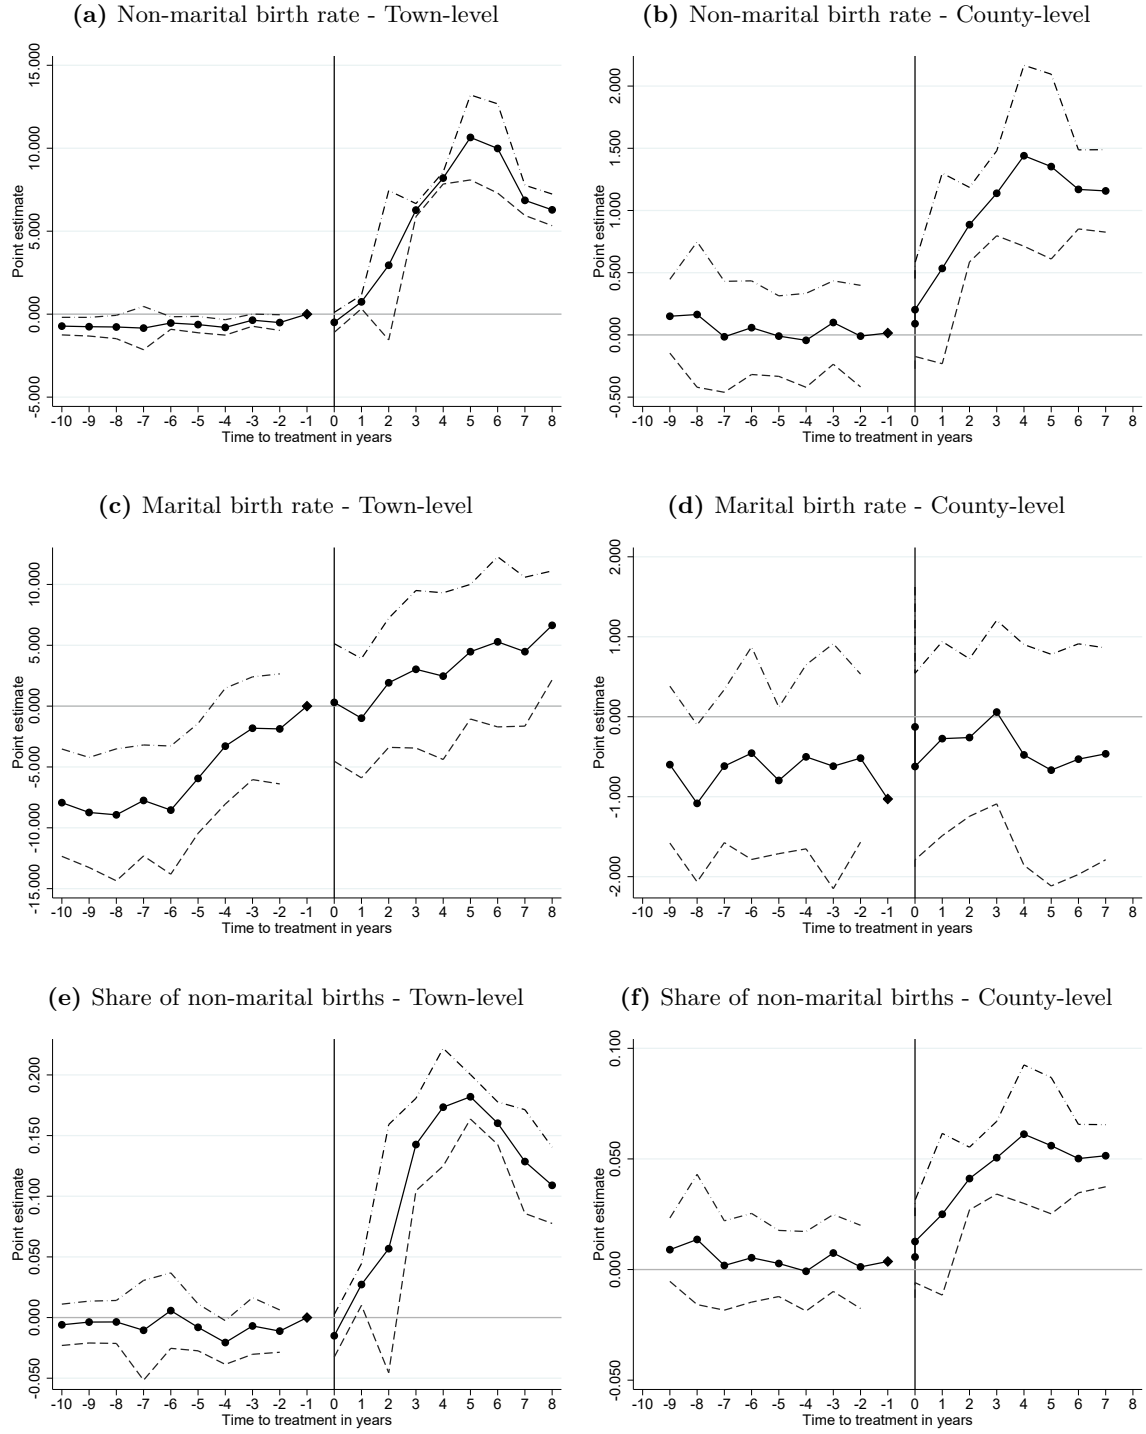 (a) Non-marital birth rate - Town-level
Point estimate
15.000
10.000
5.000
0.000
-5.000
-10 -9 -8 -7 -6 -5 -4 -3 -2 -1 0 1 2 3 4 5 6 7 8
Time to treatment in years
(b) Non-marital birth rate - County-level
Point estimate
2.000
1.500
1.000
0.500
0.000
-0.500
-10 -9 -8 -7 -6 -5 -4 -3 -2 -1 0 1 2 3 4 5 6 7 8
Time to treatment in years
(c) Marital birth rate - Town-level
Point estimate
10.000
5.000
0.000
-5.000
-10.000
-15.000
-10 -9 -8 -7 -6 -5 -4 -3 -2 -1 0 1 2 3 4 5 6 7 8
Time to treatment in years
(d) Marital birth rate - County-level
Point estimate
2.000
1.000
0.000
-1.000
-2.000
-10 -9 -8 -7 -6 -5 -4 -3 -2 -1 0 1 2 3 4 5 6 7 8
Time to treatment in years
(e) Share of non-marital births - Town-level
Point estimate
0.200
0.150
0.100
0.050
0.000
-0.050
-10 -9 -8 -7 -6 -5 -4 -3 -2 -1 0 1 2 3 4 5 6 7 8
Time to treatment in years
(f) Share of non-marital births - County-level
Point estimate
0.100
0.050
0.000
-0.050
-10 -9 -8 -7 -6 -5 -4 -3 -2 -1 0 1 2 3 4 5 6 7 8
Time to treatment in years